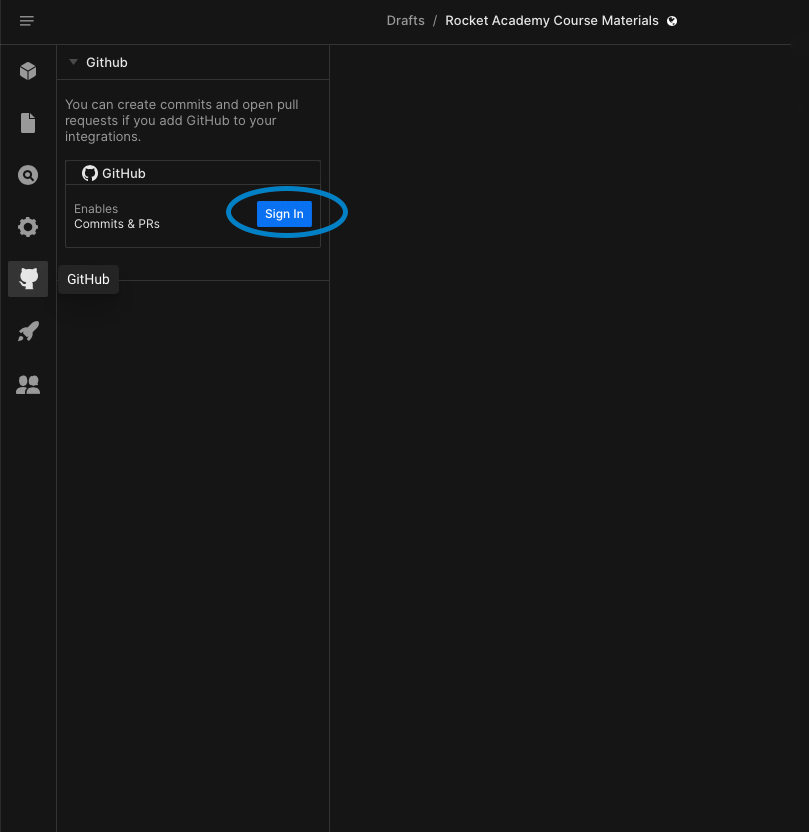 Drafts / Rocket Academy Course Materials
Github
You can create commits and open pull
requests if you add GitHub to your
integrations.
GitHub
Enables
Commits & PRs
Sign In
GitHub